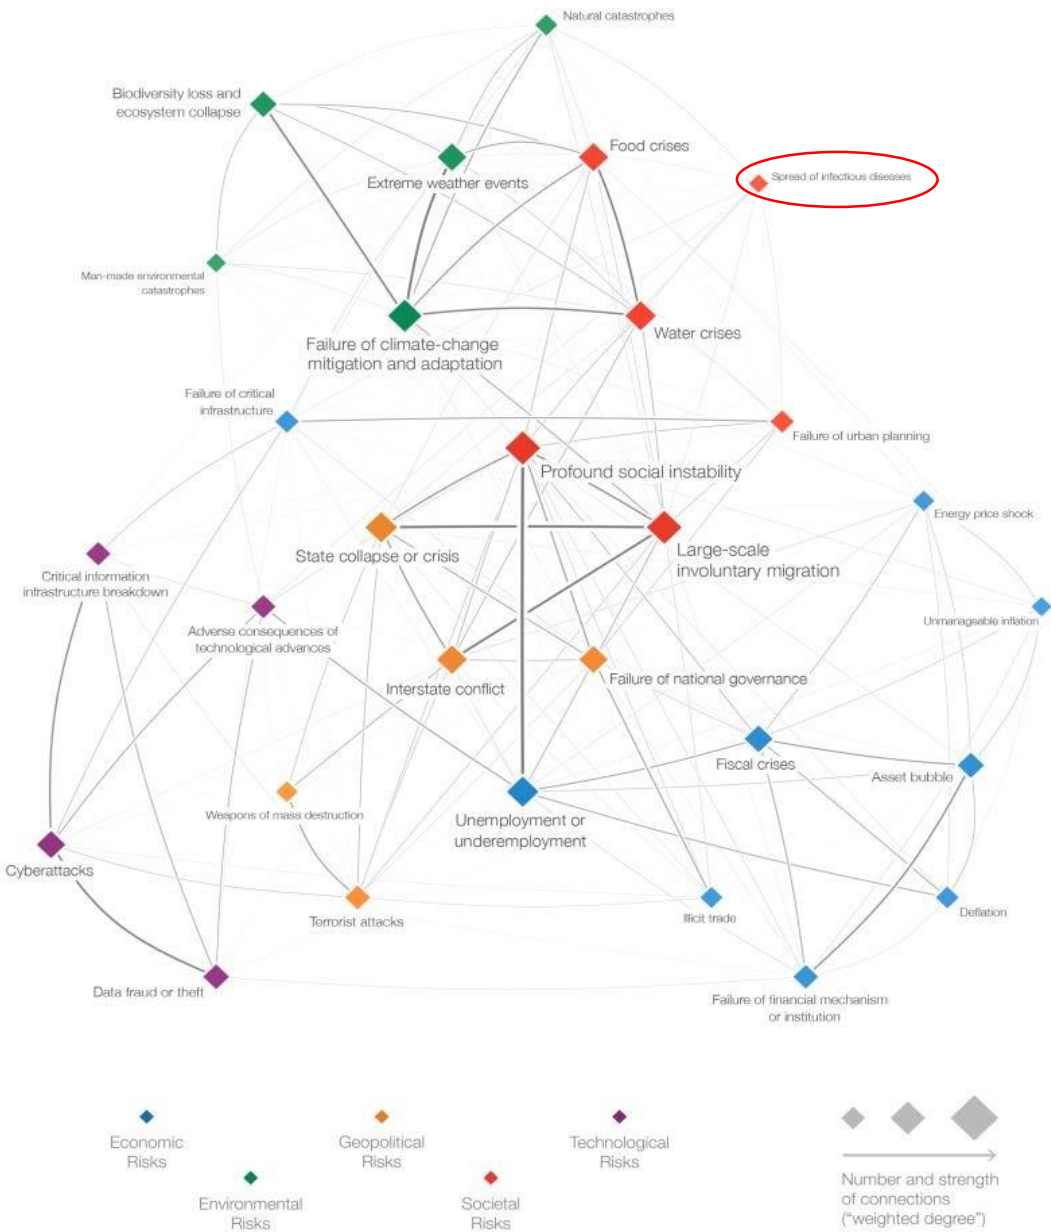 Natural catastrophes
Biodiversity loss and
ecosystem collapse
Food crises
Extreme weather events
Spread of infectious diseases
Man-made environmental
catastrophes
Failure of climate-change
mitigation and adaptation
Water crises
Failure of critical
infrastructure
Failure of urban planning
Profound social instability
Energy price shock
State collapse or crisis
Large-scale
involuntary migration
Critical information
infrastructure breakdown
Adverse consequences of
technological advances
Unmanageable inflation
Interstate conflict
Failure of national governance
Fiscal crises
Asset bubble
Weapons of mass destruction
Unemployment or
underemployment
Cyberattacks
Terrorist attacks
Illicit trade
Deflation
Data fraud or theft
Failure of financial mechanism
or institution
Economic
Risks
Geopolitical
Risks
Technological
Risks
Environmental
Risks
Societal
Risks
Number and strength
of connections
("weighted degree")